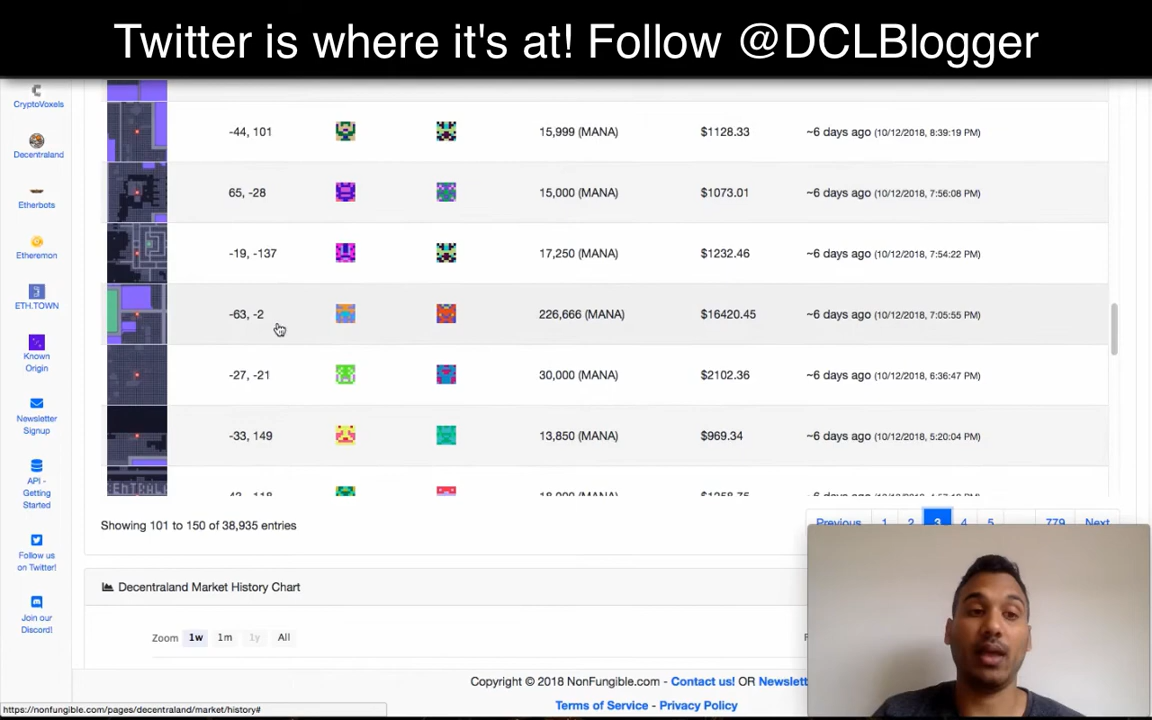 Twitter is where it's at! Follow @DCLBlogger
CryptoVoxels
Decentraland
Etherbots
Etheremon
ETH.TOWN
Known
Origin
Newsletter
Signup
API -
Getting
Started
Follow us
on Twitter!
Join our
Discord!
-44, 101 15,999 (MANA) $1128.33 ~6 days ago (10/12/2018, 8:39:19 PM)
65, -28 15,000 (MANA) $1073.01 ~6 days ago (10/12/2018, 7:56:08 PM)
-19, -137 17,250 (MANA) $1232.46 ~6 days ago (10/12/2018, 7:54:22 PM)
-63, -2 226,666 (MANA) $16420.45 ~6 days ago (10/12/2018, 7:05:55 PM)
-27, -21 30,000 (MANA) $2102.36 ~6 days ago (10/12/2018, 6:36:47 PM)
-33, 149 13,850 (MANA) $969.34 ~6 days ago (10/12/2018, 5:20:04 PM)
Showing 101 to 150 of 38,935 entries
Previous 1 2 3 4 5 779 Next
Decentraland Market History Chart
Zoom 1w 1m 1y All
Copyright © 2018 NonFungible.com - Contact us! OR Newsletter
Terms of Service - Privacy Policy
https://nonfungible.com/pages/decentraland/market/history#